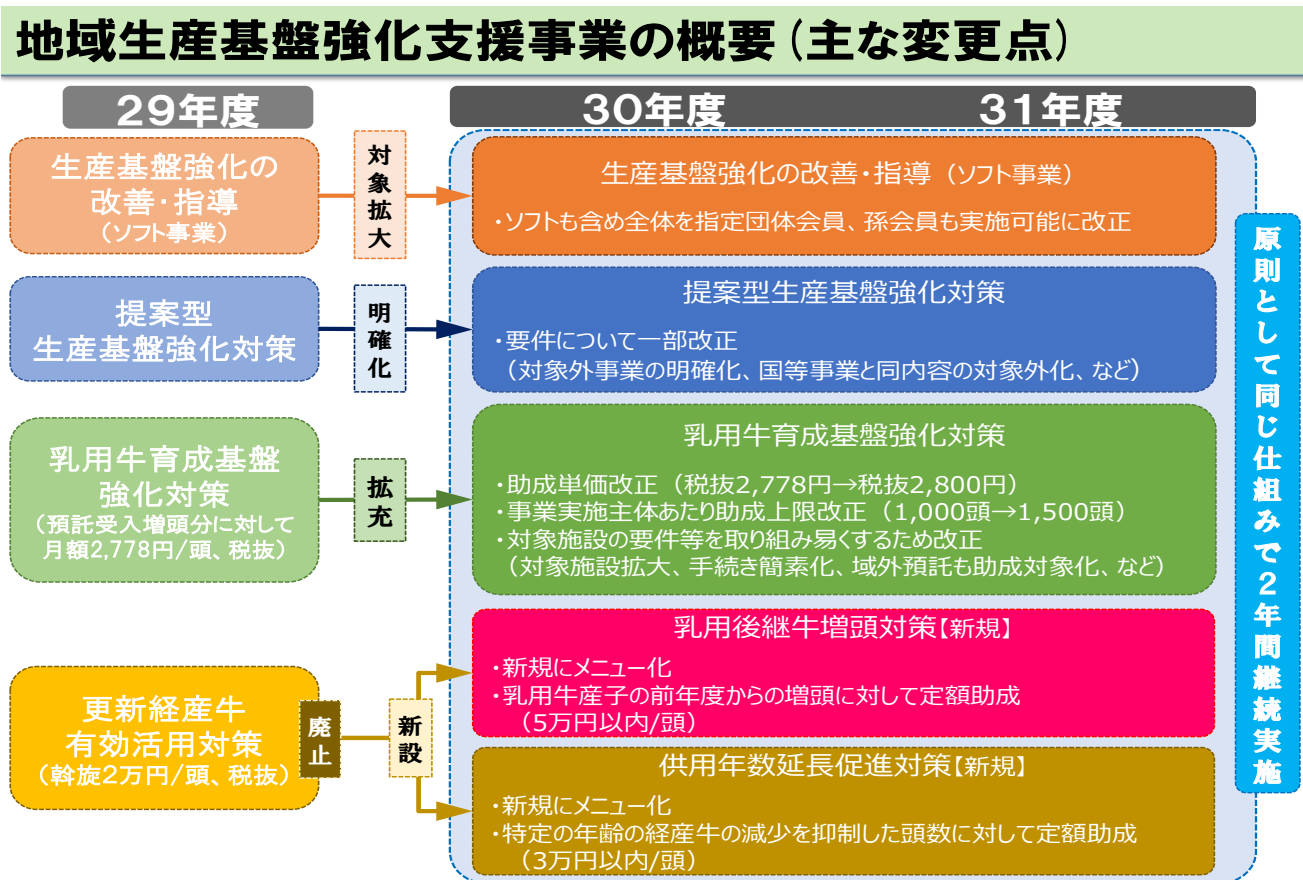 地域生産基盤強化支援事業の概要（主な変更点）
29年度
30年度
31年度
生産基盤強化の
改善・指導
（ソフト事業）
対象拡大
生産基盤強化の改善・指導（ソフト事業）
・ソフトも含め全体を指定団体会員、孫会員も実施可能に改正
提案型
生産基盤強化対策
明確化
提案型生産基盤強化対策
・要件について一部改正
（対象外事業の明確化、国等事業と同内容の対象外化、など）
乳用牛育成基盤
強化対策
（預託受入増頭分に対して
月額2,778円/頭、税抜）
拡充
乳用牛育成基盤強化対策
・助成単価改正（税抜2,778円→税抜2,800円）
・事業実施主体あたり助成上限改正（1,000頭→1,500頭）
・対象施設の要件等を取り組み易くするため改正
（対象施設拡大、手続き簡素化、域外預託も助成対象化、など）
更新経産牛
有効活用対策
（斡旋2万円/頭、税抜）
廃止
新設
乳用後継牛増頭対策【新規】
・新規にメニュー化
・乳用牛産子の前年度からの増頭に対して定額助成
（5万円以内/頭）
供用年数延長促進対策【新規】
・新規にメニュー化
・特定の年齢の経産牛の減少を抑制した頭数に対して定額助成
（3万円以内/頭）
原則として同じ仕組みで２年間継続実施